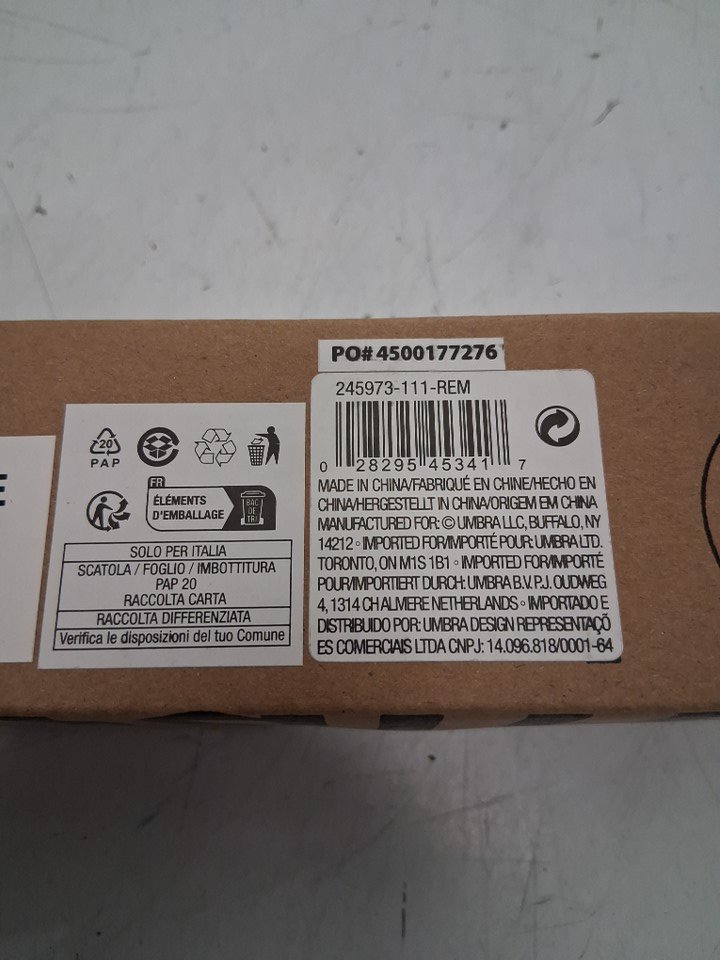 E
20
PAP
FR
ÉLÉMENTS
D'EMBALLAGE
BAC
DE
TRI
SOLO PER ITALIA
SCATOLA / FOGLIO / IMBOTTITURA
PAP 20
RACCOLTA CARTA
RACCOLTA DIFFERENZIATA
Verifica le disposizioni del tuo Comune
PO# 4500177276
245973-111-REM
0 28295 45341 7
MADE IN CHINA/FABRIQUÉ EN CHINE/HECHO EN
CHINA/HERGESTELLT IN CHINA/ORIGEM EM CHINA
MANUFACTURED FOR: © UMBRA LLC, BUFFALO, NY
14212 ◦ IMPORTED FOR/IMPORTÉ POUR: UMBRA LTD.
TORONTO, ON M1S 1B1 ◦ IMPORTED FOR/IMPORTÉ
POUR/IMPORTIERT DURCH: UMBRA B.V. P.J. OUDWEG
4, 1314 CH ALMERE NETHERLANDS ◦ IMPORTADO E
DISTRIBUIDO POR: UMBRA DESIGN REPRESENTAÇÕ
ES COMERCIAIS LTDA CNPJ: 14.096.818/0001-64